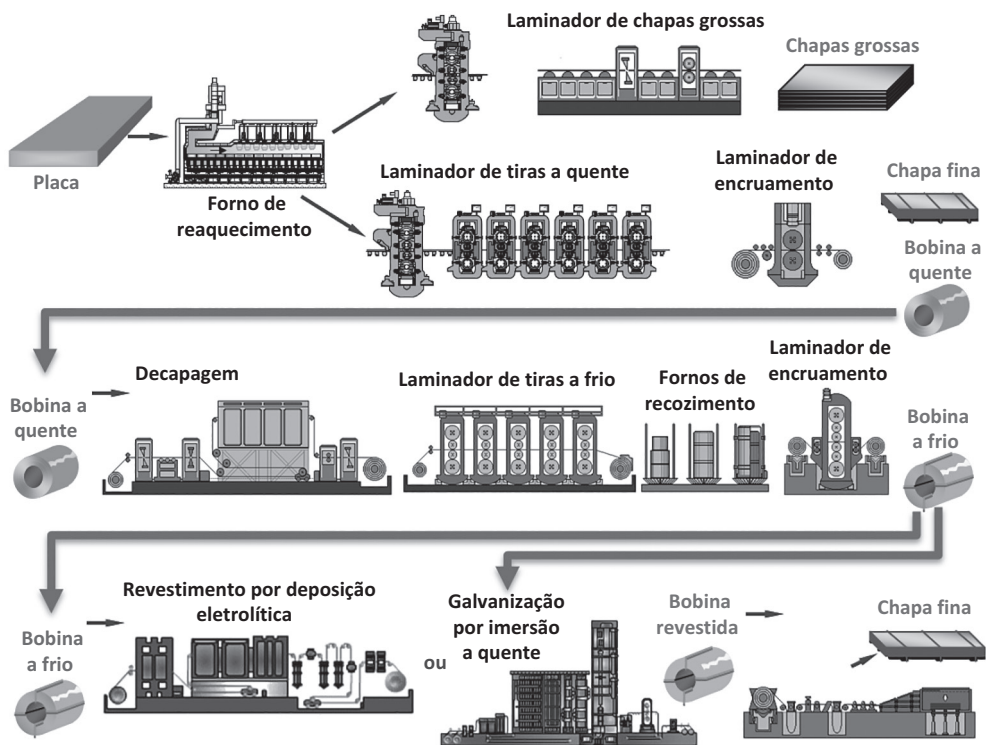 Laminador de chapas grossas
Chapas grossas
Placa
Forno de
reaquecimento
Laminador de tiras a quente
Laminador de
encruamento
Chapa fina
Bobina a
quente
Bobina a
quente
Decapagem
Laminador de tiras a frio
Fornos de
recozimento
Laminador de
encruamento
Bobina
a frio
Bobina
a frio
Revestimento por deposição
eletrolítica
ou
Galvanização
por imersão
a quente
Bobina
revestida
Chapa fina